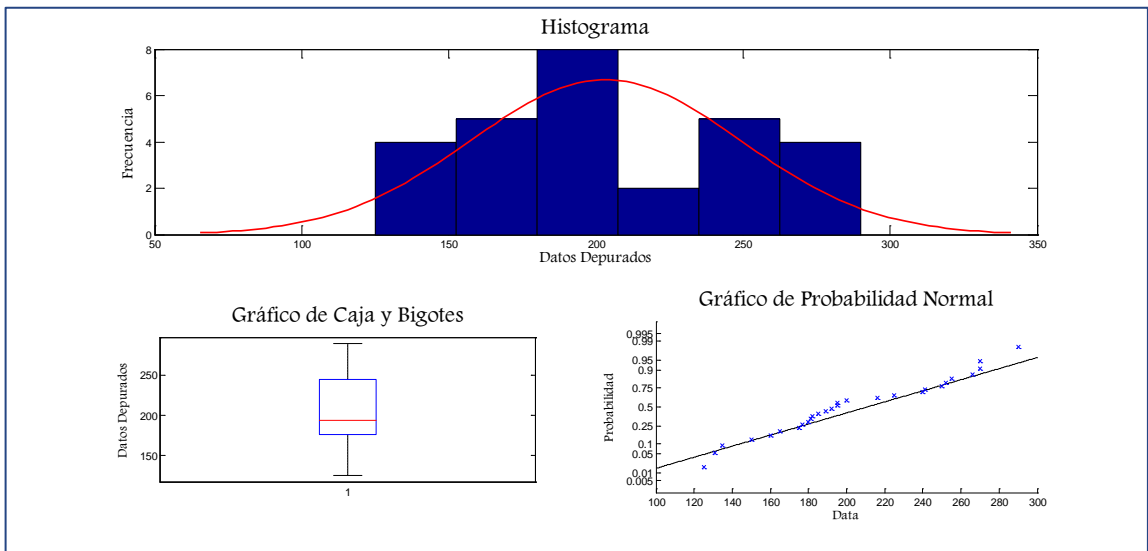 Histograma
8
6
4
2
0
Frecuencia
50 100 150 200 250 300 350
Datos Depurados
Gráfico de Caja y Bigotes
250
200
150
Datos Depurados
1
Gráfico de Probabilidad Normal
0.995
0.99
0.95
0.9
0.75
0.5
0.25
0.1
0.05
0.01
0.005
Probabilidad
100 120 140 160 180 200 220 240 260 280 300
Data